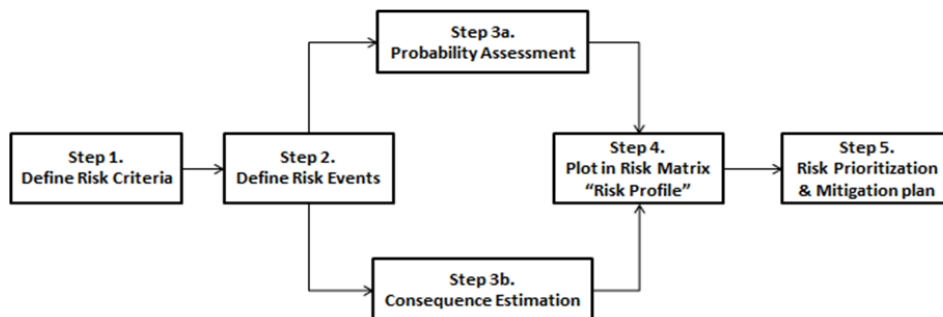 Step 1.
Define Risk Criteria
Step 2.
Define Risk Events
Step 3a.
Probability Assessment
Step 3b.
Consequence Estimation
Step 4.
Plot in Risk Matrix
“Risk Profile”
Step 5.
Risk Prioritization
& Mitigation plan